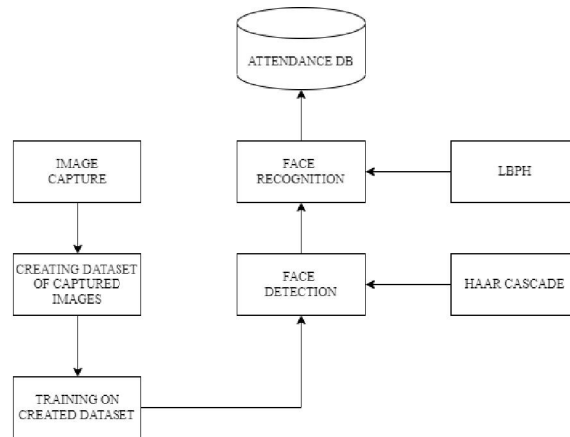 ATTENDANCE DB
IMAGE
CAPTURE
FACE
RECOGNITION
LBPH
CREATING DATASET
OF CAPTURED
IMAGES
FACE
DETECTION
HAAR CASCADE
TRAINING ON
CREATED DATASET